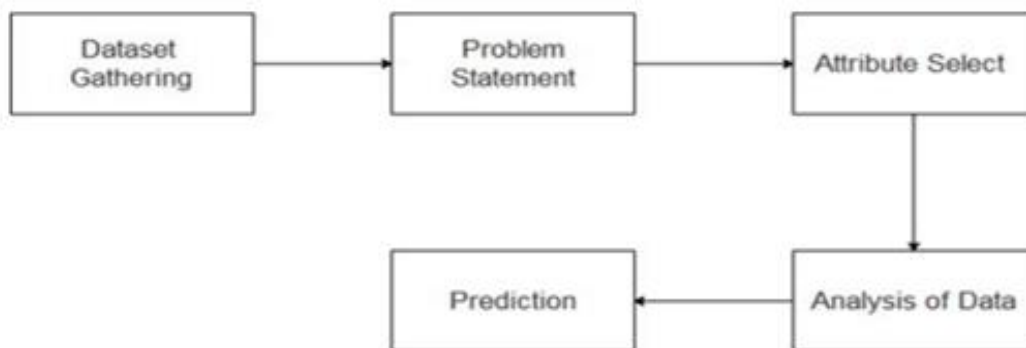 Dataset
Gathering
Problem
Statement
Attribute Select
Analysis of Data
Prediction